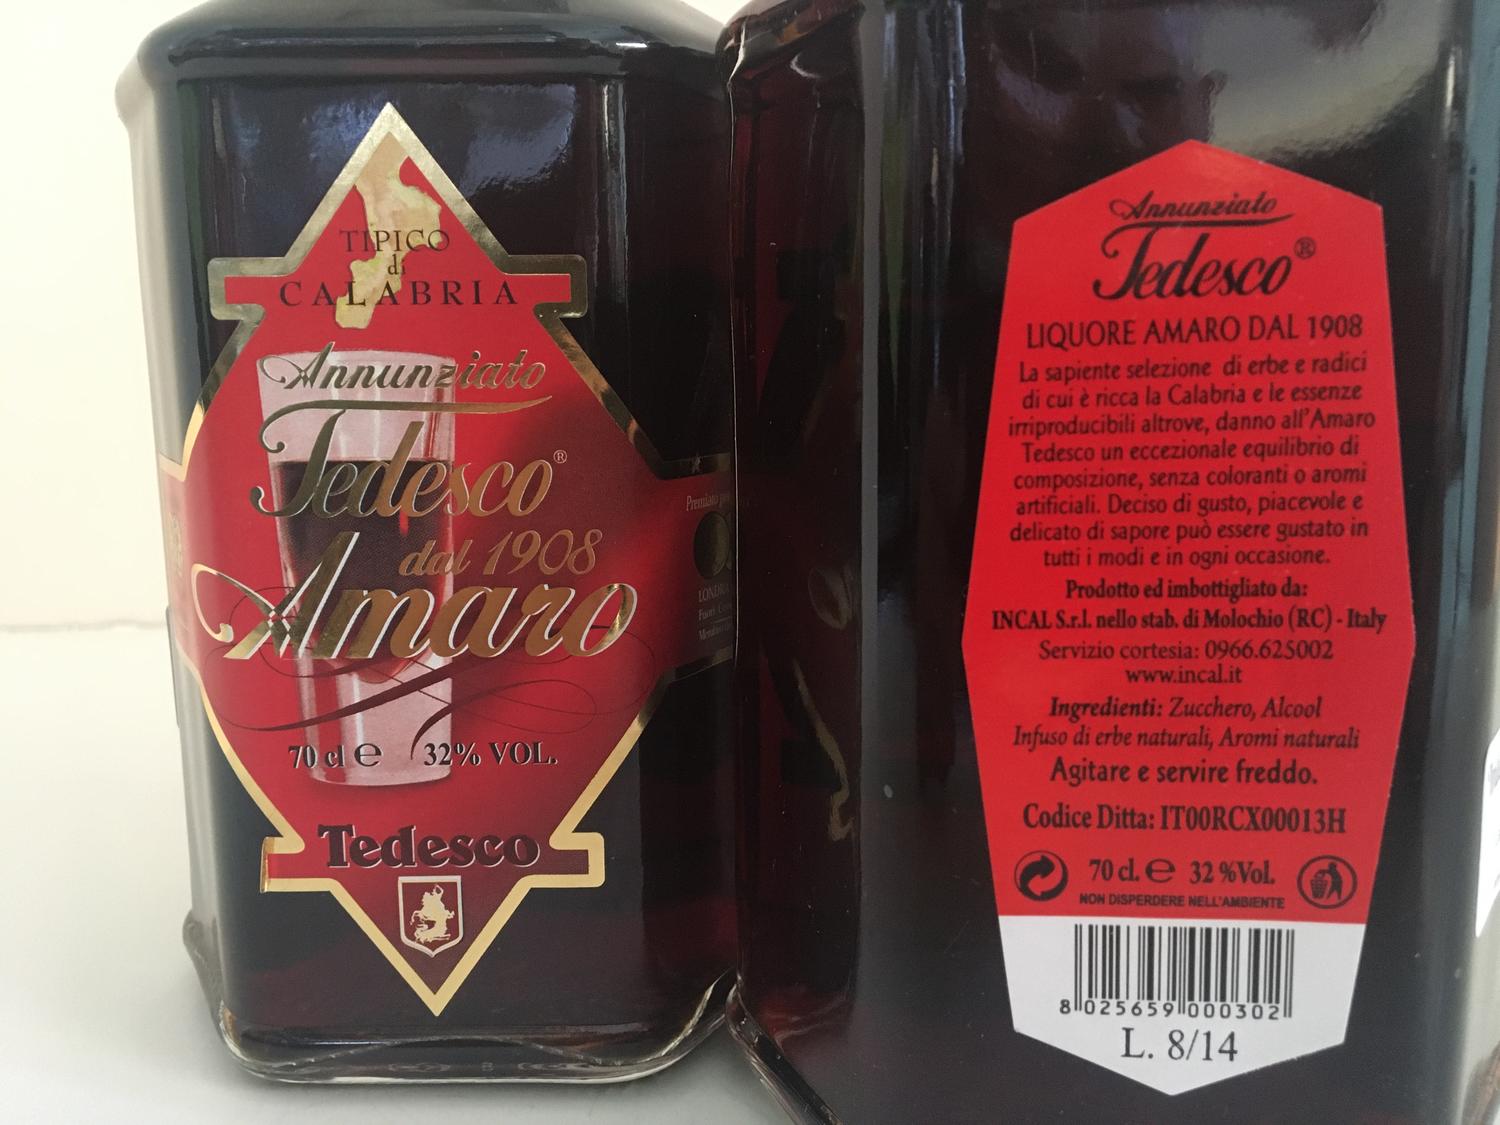 TIPICO
di
CALABRIA
Annunziato
Tedesco®
dal 1908
Amaro
70 cl ℮ 32% VOL.
Tedesco
Premiato
LONDRA
Annunziato
Tedesco®
LIQUORE AMARO DAL 1908
La sapiente selezione di erbe e radici
di cui è ricca la Calabria e le essenze
irriproducibili altrove, danno all'Amaro
Tedesco un eccezionale equilibrio di
composizione, senza coloranti o aromi
artificiali. Deciso di gusto, piacevole e
delicato di sapore può essere gustato in
tutti i modi e in ogni occasione.
Prodotto ed imbottigliato da:
INCAL S.r.l. nello stab. di Molochio (RC) - Italy
Servizio cortesia: 0966.625002
www.incal.it
Ingredienti: Zucchero, Alcool
Infuso di erbe naturali, Aromi naturali
Agitare e servire freddo.
Codice Ditta: IT00RCX00013H
70 cl. ℮ 32 %Vol.
NON DISPERDERE NELL'AMBIENTE
8 025659 000302
L. 8/14